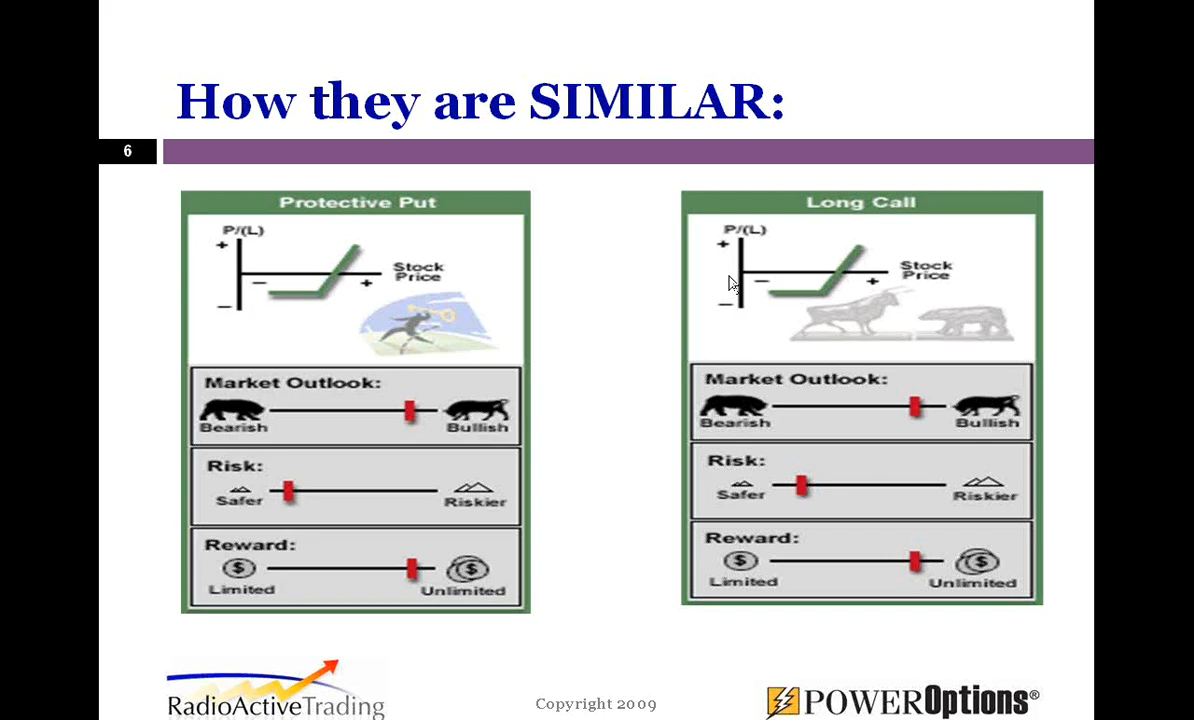 How they are SIMILAR:
6
Protective Put
P/(L)
+
Stock
Price
−
+
−
Market Outlook:
Bearish
Bullish
Risk:
Safer
Riskier
Reward:
$
$
Limited
Unlimited
Long Call
P/(L)
+
Stock
Price
−
+
−
Market Outlook:
Bearish
Bullish
Risk:
Safer
Riskier
Reward:
$
$
Limited
Unlimited
RadioActiveTrading
Copyright 2009
POWEROptions®